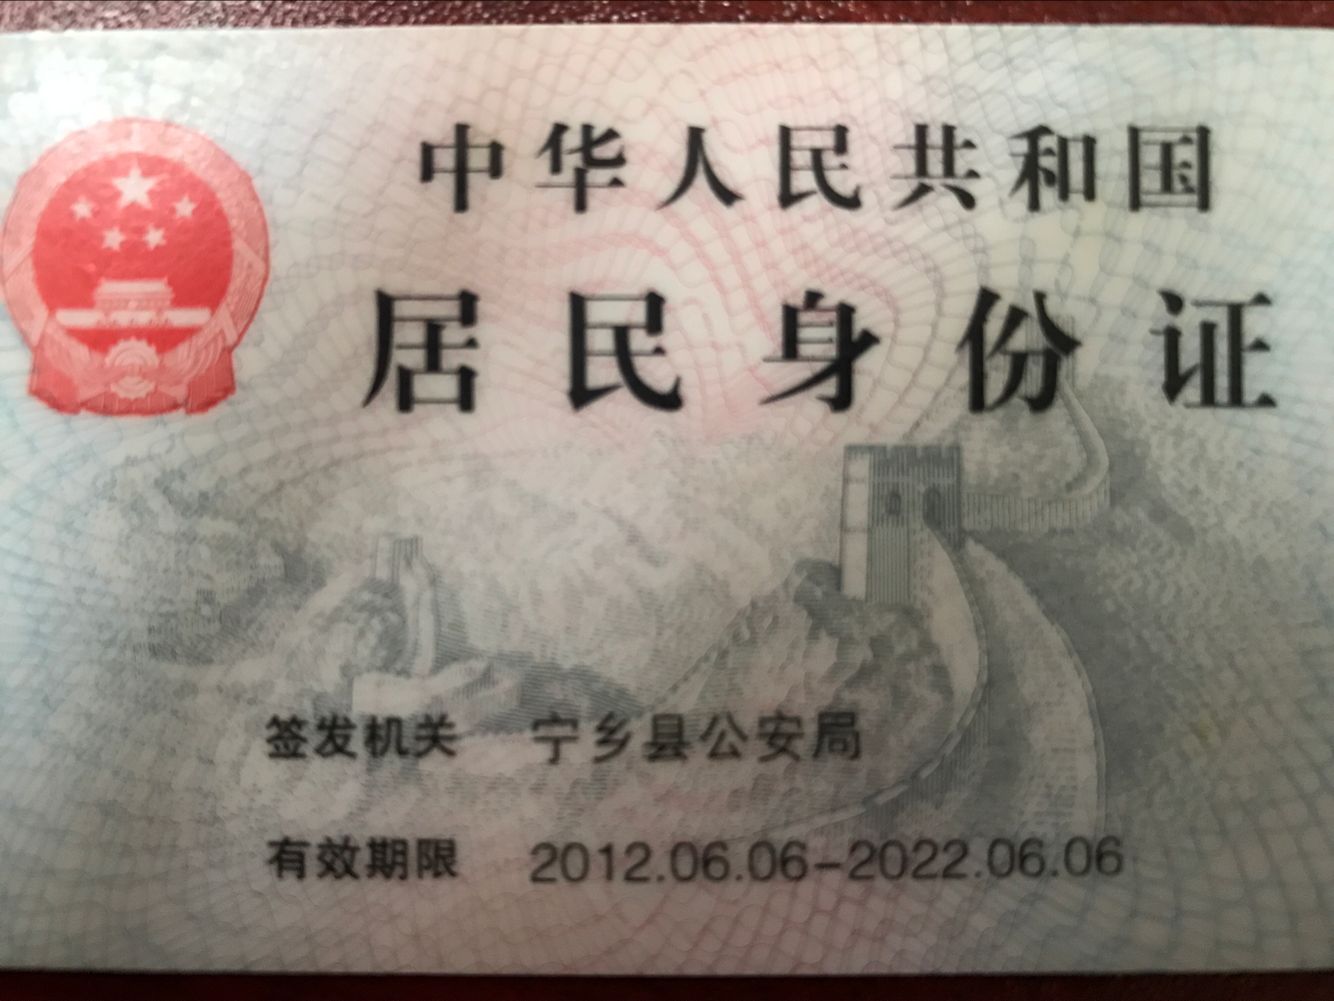 中华人民共和国
居民身份证
签发机关 宁乡县公安局
有效期限 2012.06.06-2022.06.06